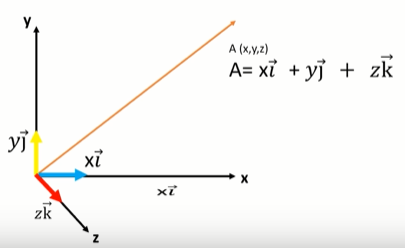 y
A (x,y,z)
A= xi⃗ + yj⃗ + zk⃗
yj⃗
xi⃗
x
xi⃗
zk⃗
z